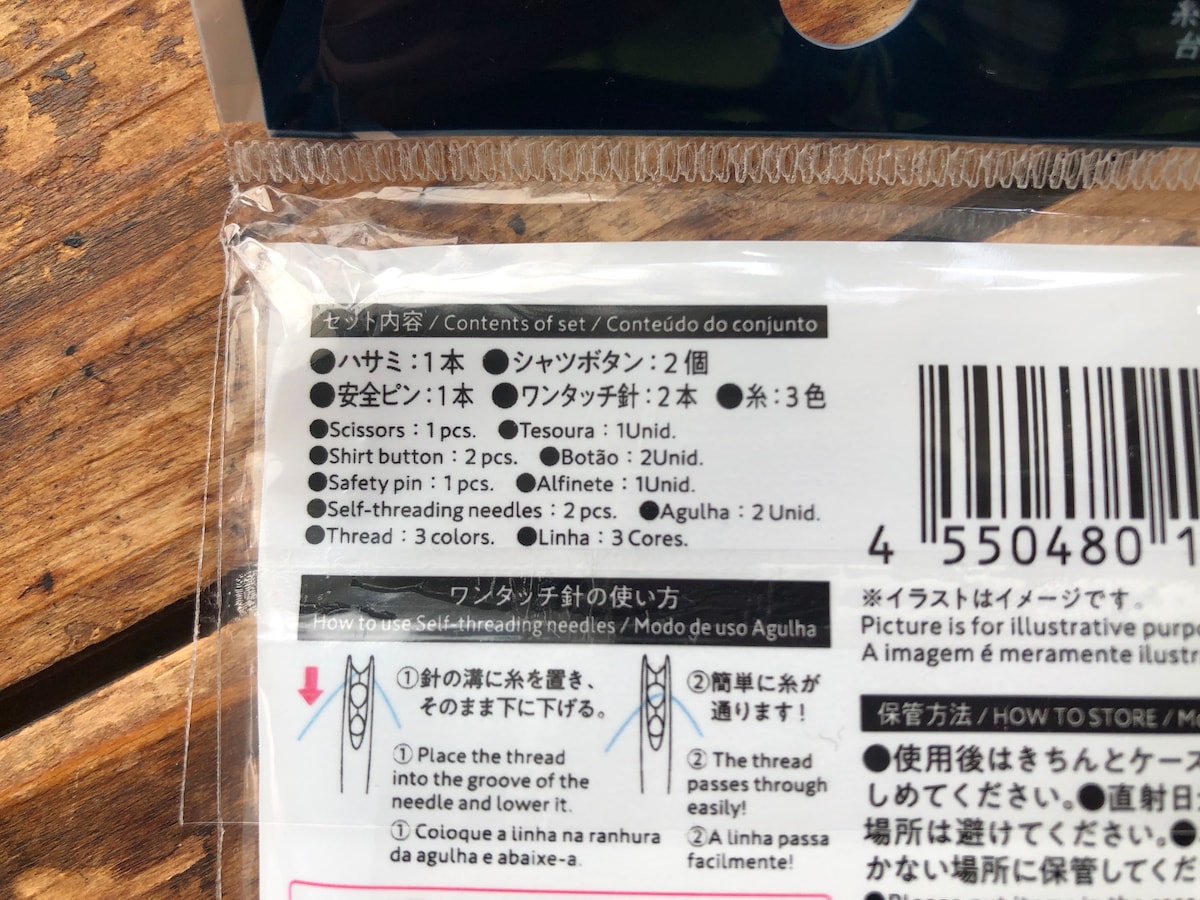 糸
台
セット内容 / Contents of set / Conteúdo do conjunto
●ハサミ:1本 ●シャツボタン:2個
●安全ピン:1本 ●ワンタッチ針:2本 ●糸:3色
●Scissors : 1 pcs. ●Tesoura : 1Unid.
●Shirt button : 2 pcs. ●Botão : 2Unid.
●Safety pin : 1 pcs. ●Alfinete : 1Unid.
●Self-threading needles : 2 pcs. ●Agulha : 2 Unid.
●Thread : 3 colors. ●Linha : 3 Cores.
ワンタッチ針の使い方
How to use Self-threading needles / Modo de uso Agulha
①針の溝に糸を置き、
そのまま下に下げる。
① Place the thread
into the groove of the
needle and lower it.
① Coloque a linha na ranhura
da agulha e abaixe-a.
②簡単に糸が
通ります!
② The thread
passes through
easily!
②A linha passa
facilmente!
4 550480 1
※イラストはイメージです。
Picture is for illustrative purpo
A imagem é meramente ilustr
保管方法 / HOW TO STORE / M
●使用後はきちんとケース
しめてください。●直射日
場所は避けてください。●
かない場所に保管してくだ